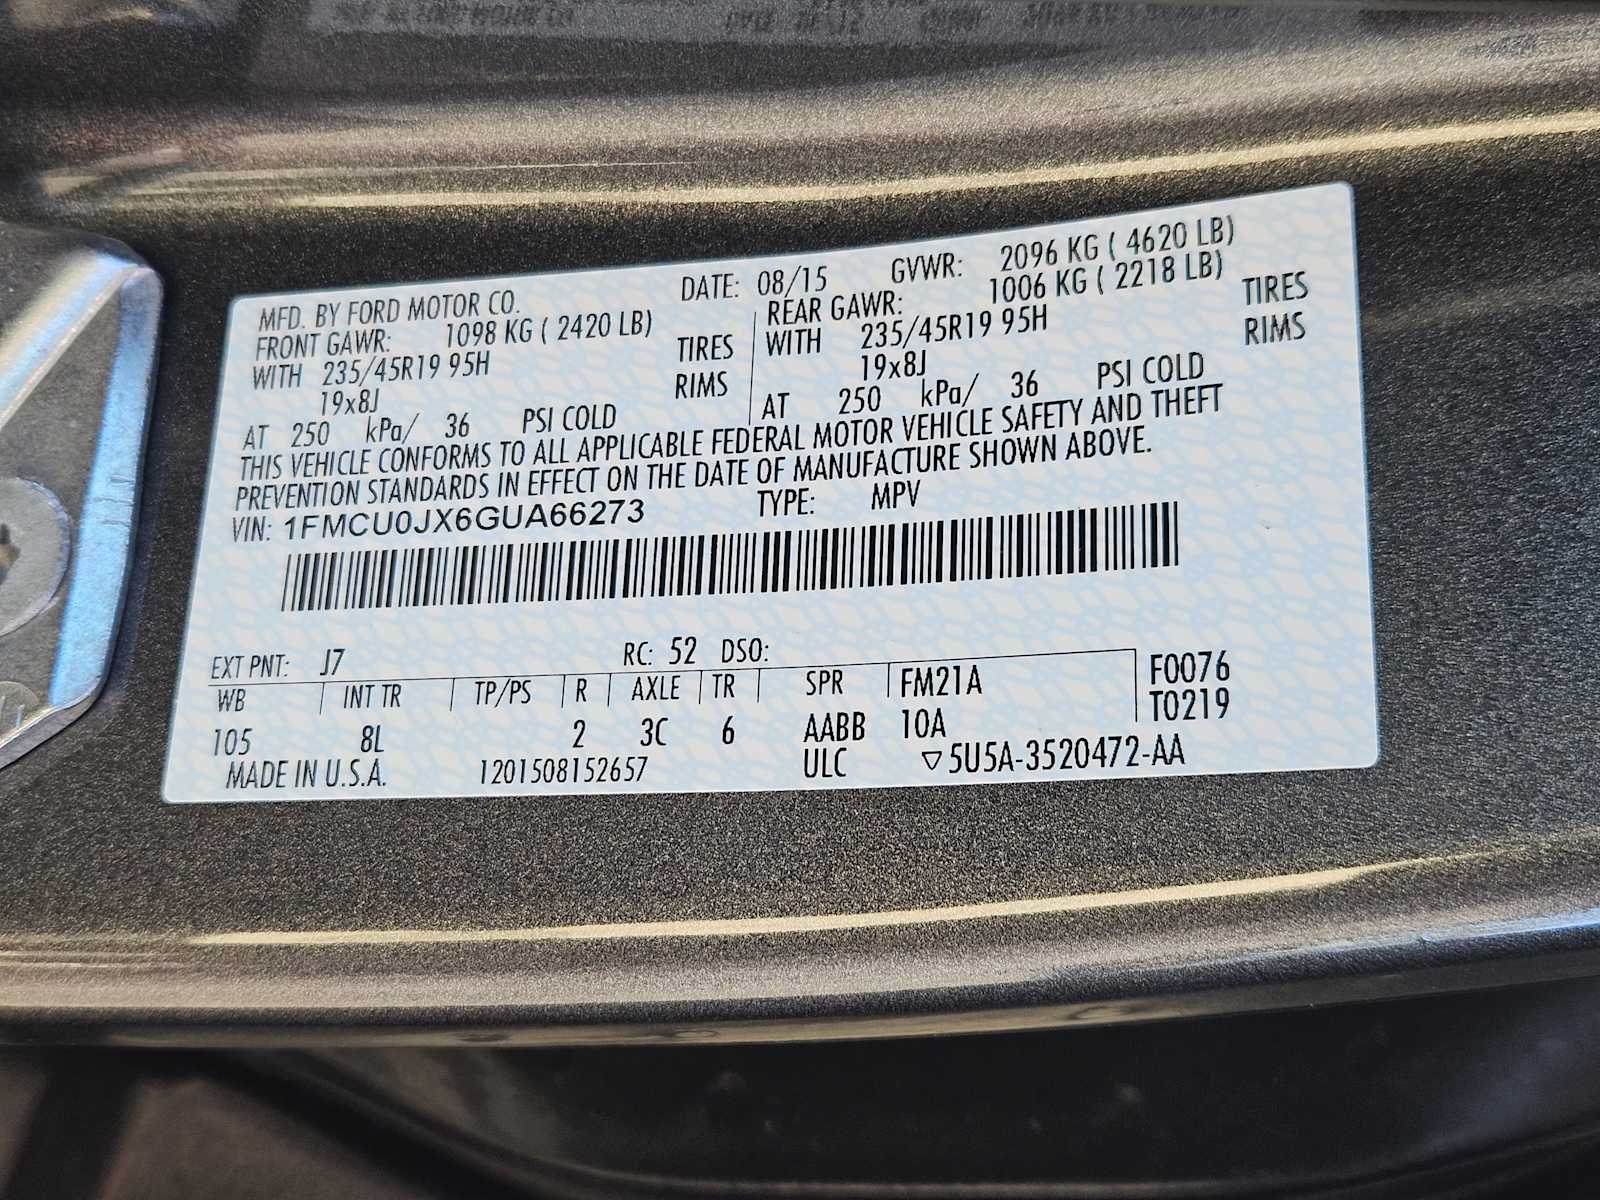 MFD. BY FORD MOTOR CO. DATE: 08/15 GVWR: 2096 KG ( 4620 LB)
FRONT GAWR: 1098 KG ( 2420 LB) REAR GAWR: 1006 KG ( 2218 LB)
WITH 235/45R19 95H TIRES WITH 235/45R19 95H TIRES
19x8J RIMS 19x8J RIMS
AT 250 kPa/ 36 PSI COLD AT 250 kPa/ 36 PSI COLD
THIS VEHICLE CONFORMS TO ALL APPLICABLE FEDERAL MOTOR VEHICLE SAFETY AND THEFT
PREVENTION STANDARDS IN EFFECT ON THE DATE OF MANUFACTURE SHOWN ABOVE.
VIN: 1FMCU0JX6GUA66273 TYPE: MPV
EXT PNT: J7 RC: 52 DSO: F0076
WB INT TR TP/PS R AXLE TR SPR FM21A T0219
105 8L 2 3C 6 AABB 10A
MADE IN U.S.A. 1201508152657 ULC ▽5U5A-3520472-AA